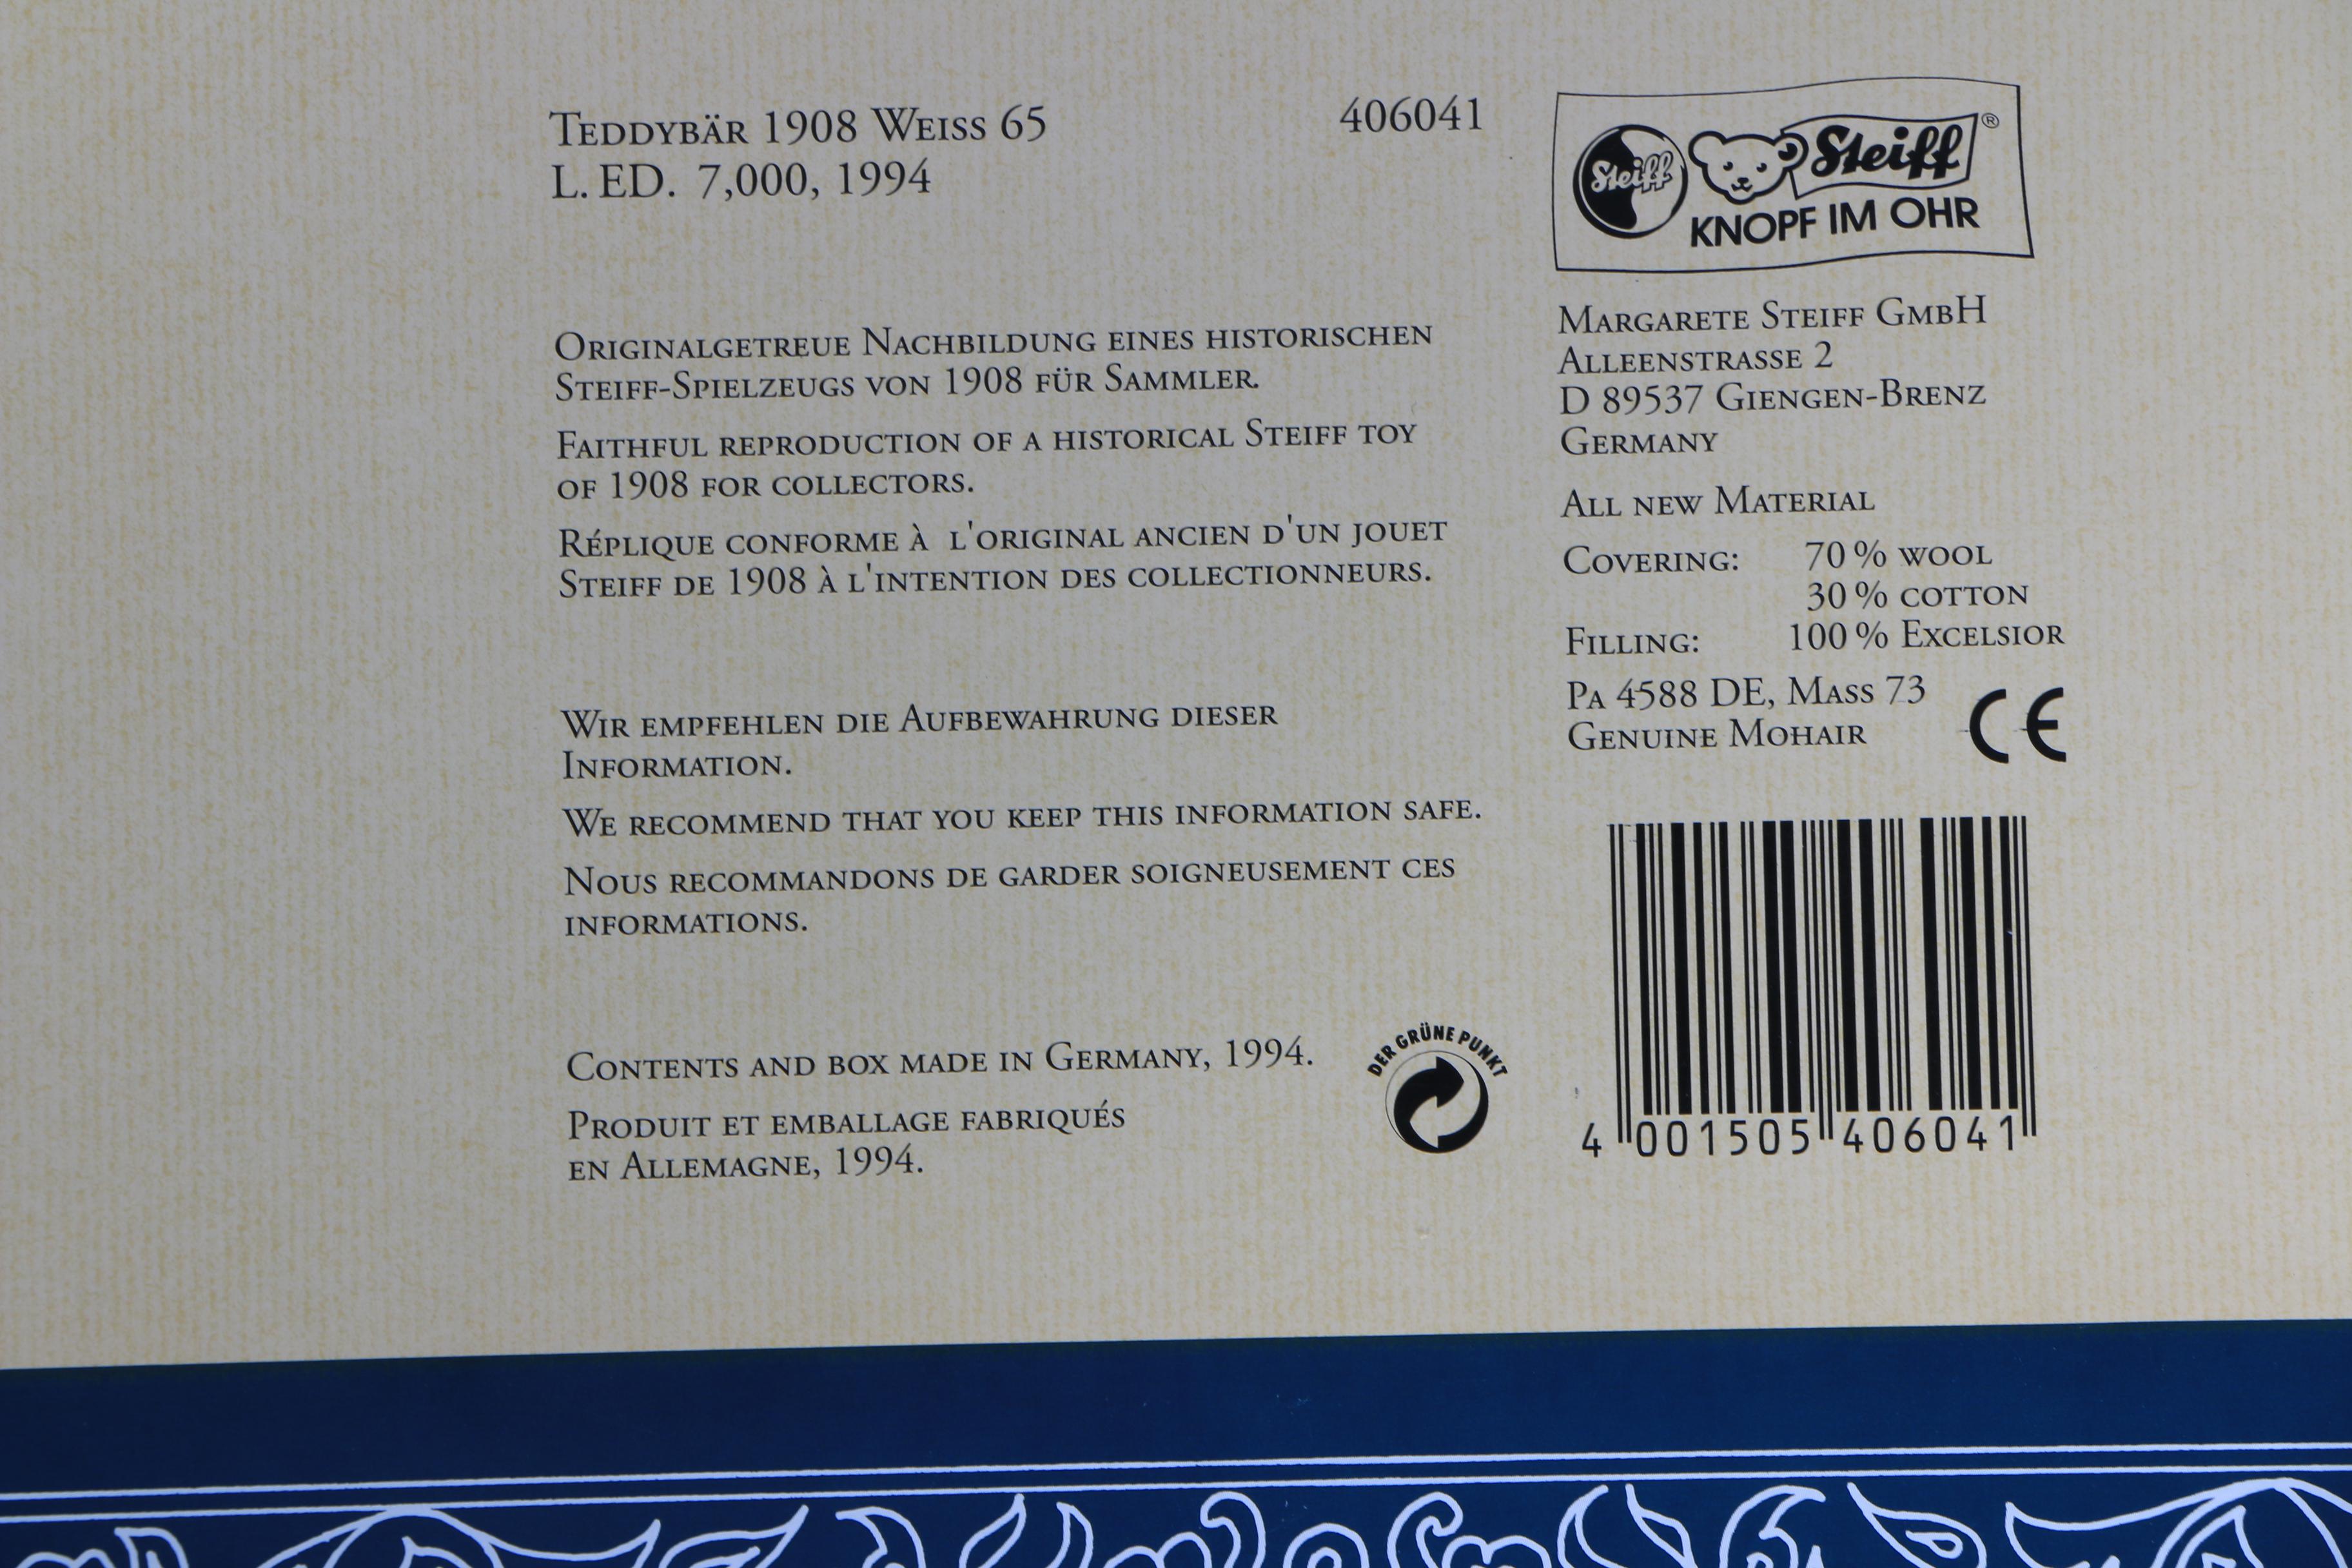 Teddybär 1908 Weiss 65
406041
L. ED. 7,000, 1994
Originalgetreue Nachbildung eines historischen
Steiff-Spielzeugs von 1908 für Sammler.
Faithful reproduction of a historical Steiff toy
of 1908 for collectors.
Réplique conforme à l'original ancien d'un jouet
Steiff de 1908 à l'intention des collectionneurs.
Wir empfehlen die Aufbewahrung dieser
Information.
We recommend that you keep this information safe.
Nous recommandons de garder soigneusement ces
informations.
Contents and box made in Germany, 1994.
Produit et emballage fabriqués
en Allemagne, 1994.
DER GRÜNE PUNKT
Steiff
Steiff®
KNOPF IM OHR
Margarete Steiff GmbH
Alleenstrasse 2
D 89537 Giengen-Brenz
Germany
All new Material
Covering: 70 % wool
30 % cotton
Filling: 100 % Excelsior
Pa 4588 DE, Mass 73
Genuine Mohair
CE
4 001505 406041